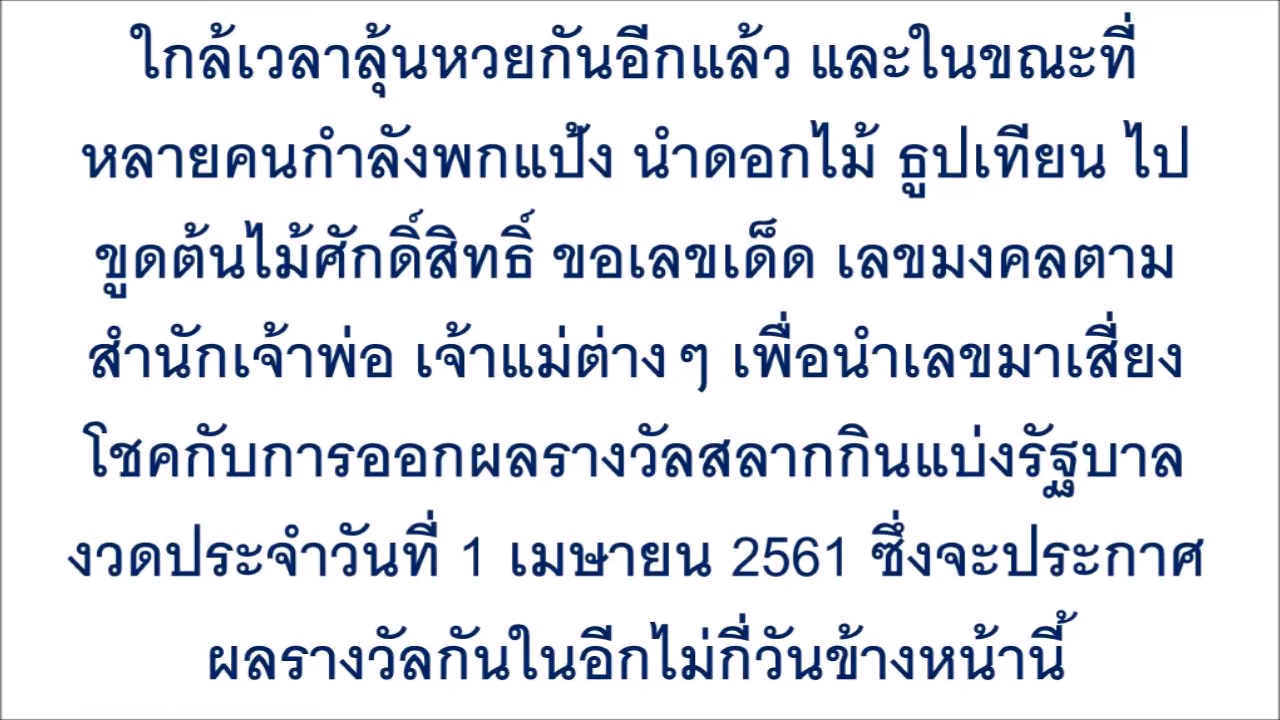 ใกล้เวลาลุ้นหวยกันอีกแล้ว และในขณะที่
หลายคนกำลังพกแป้ง นำดอกไม้ ธูปเทียน ไป
ขูดต้นไม้ศักดิ์สิทธิ์ ขอเลขเด็ด เลขมงคลตาม
สำนักเจ้าพ่อ เจ้าแม่ต่างๆ เพื่อนำเลขมาเสี่ยง
โชคกับการออกผลรางวัลสลากกินแบ่งรัฐบาล
งวดประจำวันที่ 1 เมษายน 2561 ซึ่งจะประกาศ
ผลรางวัลกันในอีกไม่กี่วันข้างหน้านี้